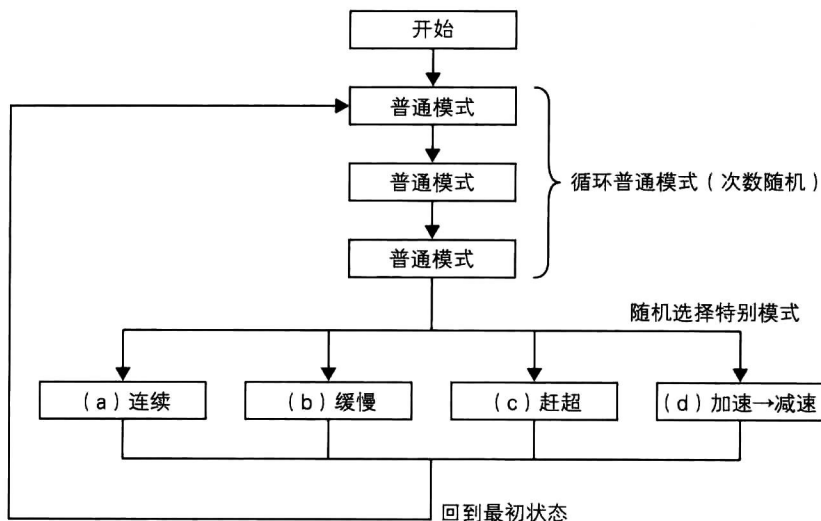 开始
普通模式
普通模式
循环普通模式（次数随机）
普通模式
随机选择特别模式
（a）连续
（b）缓慢
（c）赶超
（d）加速→减速
回到最初状态